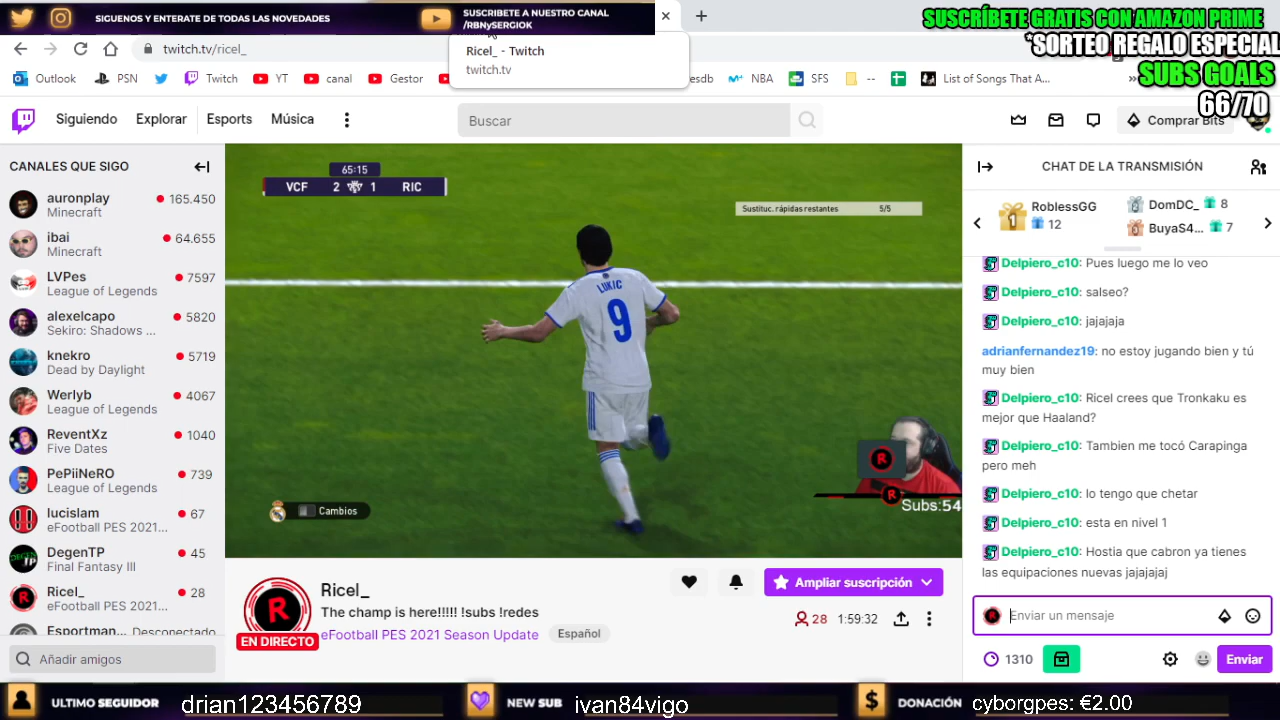 SIGUENOS Y ENTERATE DE TODAS LAS NOVEDADES
SUSCRIBETE A NUESTRO CANAL
/RBNYSERGIOK
SUSCRÍBETE GRATIS CON AMAZON PRIME
*SORTEO REGALO ESPECIAL
SUBS GOALS
66/70
twitch.tv/ricel_
Ricel_ - Twitch
twitch.tv
Outlook
PSN
Twitch
YT
canal
Gestor
esdb
NBA
SFS
--
List of Songs That A...
Siguiendo
Explorar
Esports
Música
Buscar
Comprar Bits
CANALES QUE SIGO
auronplay
165.450
Minecraft
ibai
64.655
Minecraft
LVPes
7597
League of Legends
alexelcapo
5820
Sekiro: Shadows ...
knekro
5719
Dead by Daylight
Werlyb
4067
League of Legends
ReventXz
1040
Five Dates
PePiiNeRO
739
League of Legends
lucislam
67
eFootball PES 2021...
DegenTP
45
Final Fantasy III
Ricel_
28
eFootball PES 2021...
Esportman...
Desconectado
Añadir amigos
65:15
VCF 2 1 RIC
Sustituc. rápidas restantes 5/5
LUKIC
9
Cambios
R
R
Subs:54
R
EN DIRECTO
Ricel_
The champ is here!!!!! !subs !redes
eFootball PES 2021 Season Update
Español
Ampliar suscripción
28
1:59:32
CHAT DE LA TRANSMISIÓN
1
RoblessGG
12
DomDC_ 8
BuyaS4... 7
Delpiero_c10: Pues luego me lo veo
Delpiero_c10: salseo?
Delpiero_c10: jajajaja
adrianfernandez19: no estoy jugando bien y tú
muy bien
Delpiero_c10: Ricel crees que Tronkaku es
mejor que Haaland?
Delpiero_c10: Tambien me tocó Carapinga
pero meh
Delpiero_c10: lo tengo que chetar
Delpiero_c10: esta en nivel 1
Delpiero_c10: Hostia que cabron ya tienes
las equipaciones nuevas jajajajaj
Enviar un mensaje
1310
Enviar
ULTIMO SEGUIDOR
drian123456789
NEW SUB
ivan84vigo
$
DONACIÓN
cyborgpes: €2.00